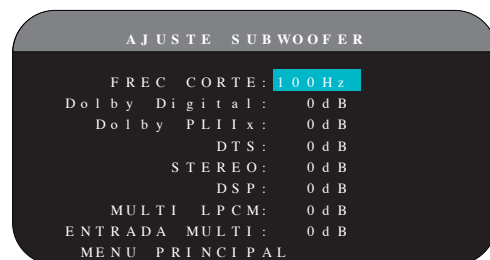 AJUSTE SUBWOOFER
FREC CORTE: 100Hz
Dolby Digital: 0dB
Dolby PLIIx: 0dB
DTS: 0dB
STEREO: 0dB
DSP: 0dB
MULTI LPCM: 0dB
ENTRADA MULTI: 0dB
MENU PRINCIPAL